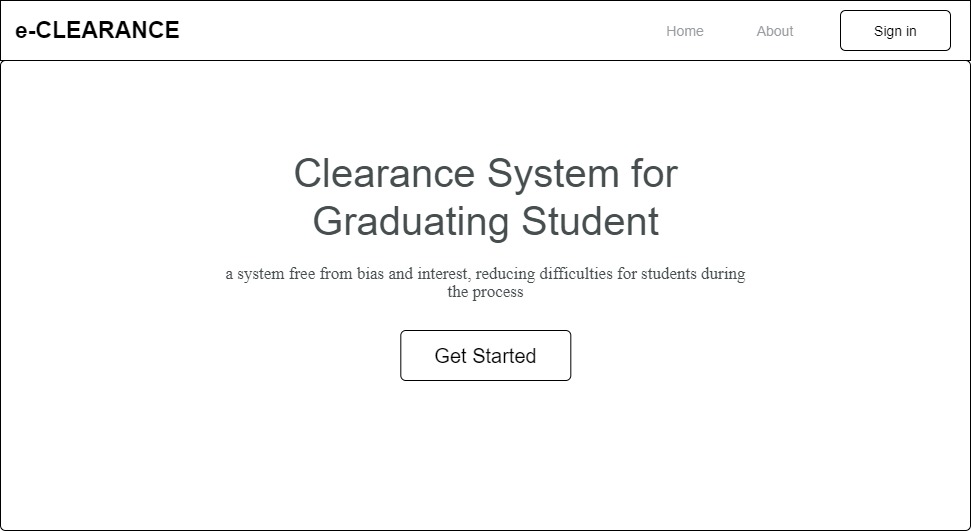 e-CLEARANCE
Home
About
Sign in
Clearance System for
Graduating Student
a system free from bias and interest, reducing difficulties for students during
the process
Get Started